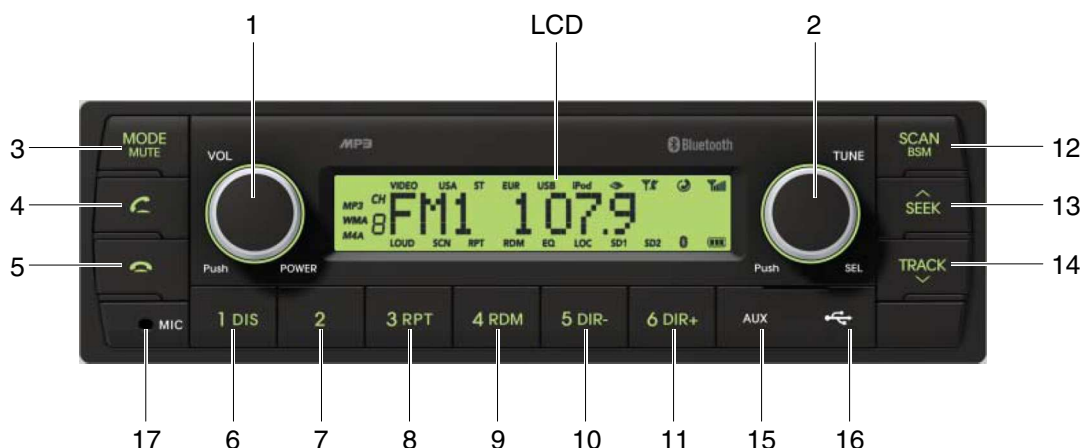 1 LCD 2
3 MODE MUTE VOL MP3 Bluetooth TUNE SCAN BSM 12
VIDEO USA ST EUR USB iPod
4 MP3 WMA M4A CH 8 FM1 107.9 SEEK 13
LOUD SCN RPT RDM EQ LOC SD1 SD2
5 Push POWER Push SEL TRACK 14
MIC 1 DIS 2 3 RPT 4 RDM 5 DIR- 6 DIR+ AUX
17 6 7 8 9 10 11 15 16